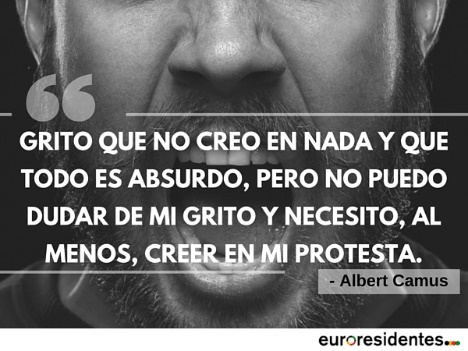 GRITO QUE NO CREO EN NADA Y QUE
TODO ES ABSURDO, PERO NO PUEDO
DUDAR DE MI GRITO Y NECESITO, AL
MENOS, CREER EN MI PROTESTA.
- Albert Camus
euroresidentes